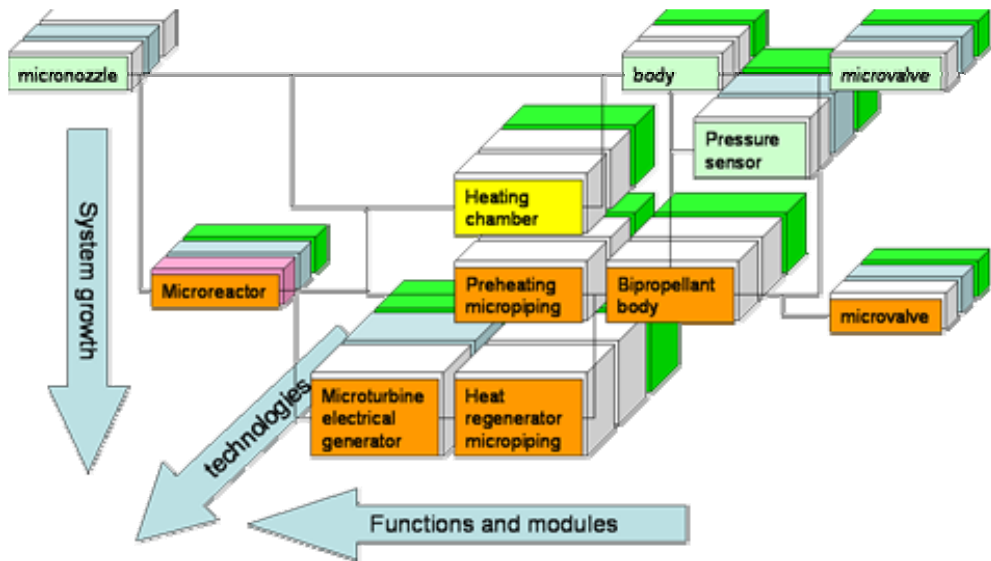 micronozzle
body
microvalve
Pressure
sensor
Heating
chamber
System growth
Microreactor
Preheating
micropiping
Bipropellant
body
microvalve
technologies
Microturbine
electrical
generator
Heat
regenerator
micropiping
Functions and modules